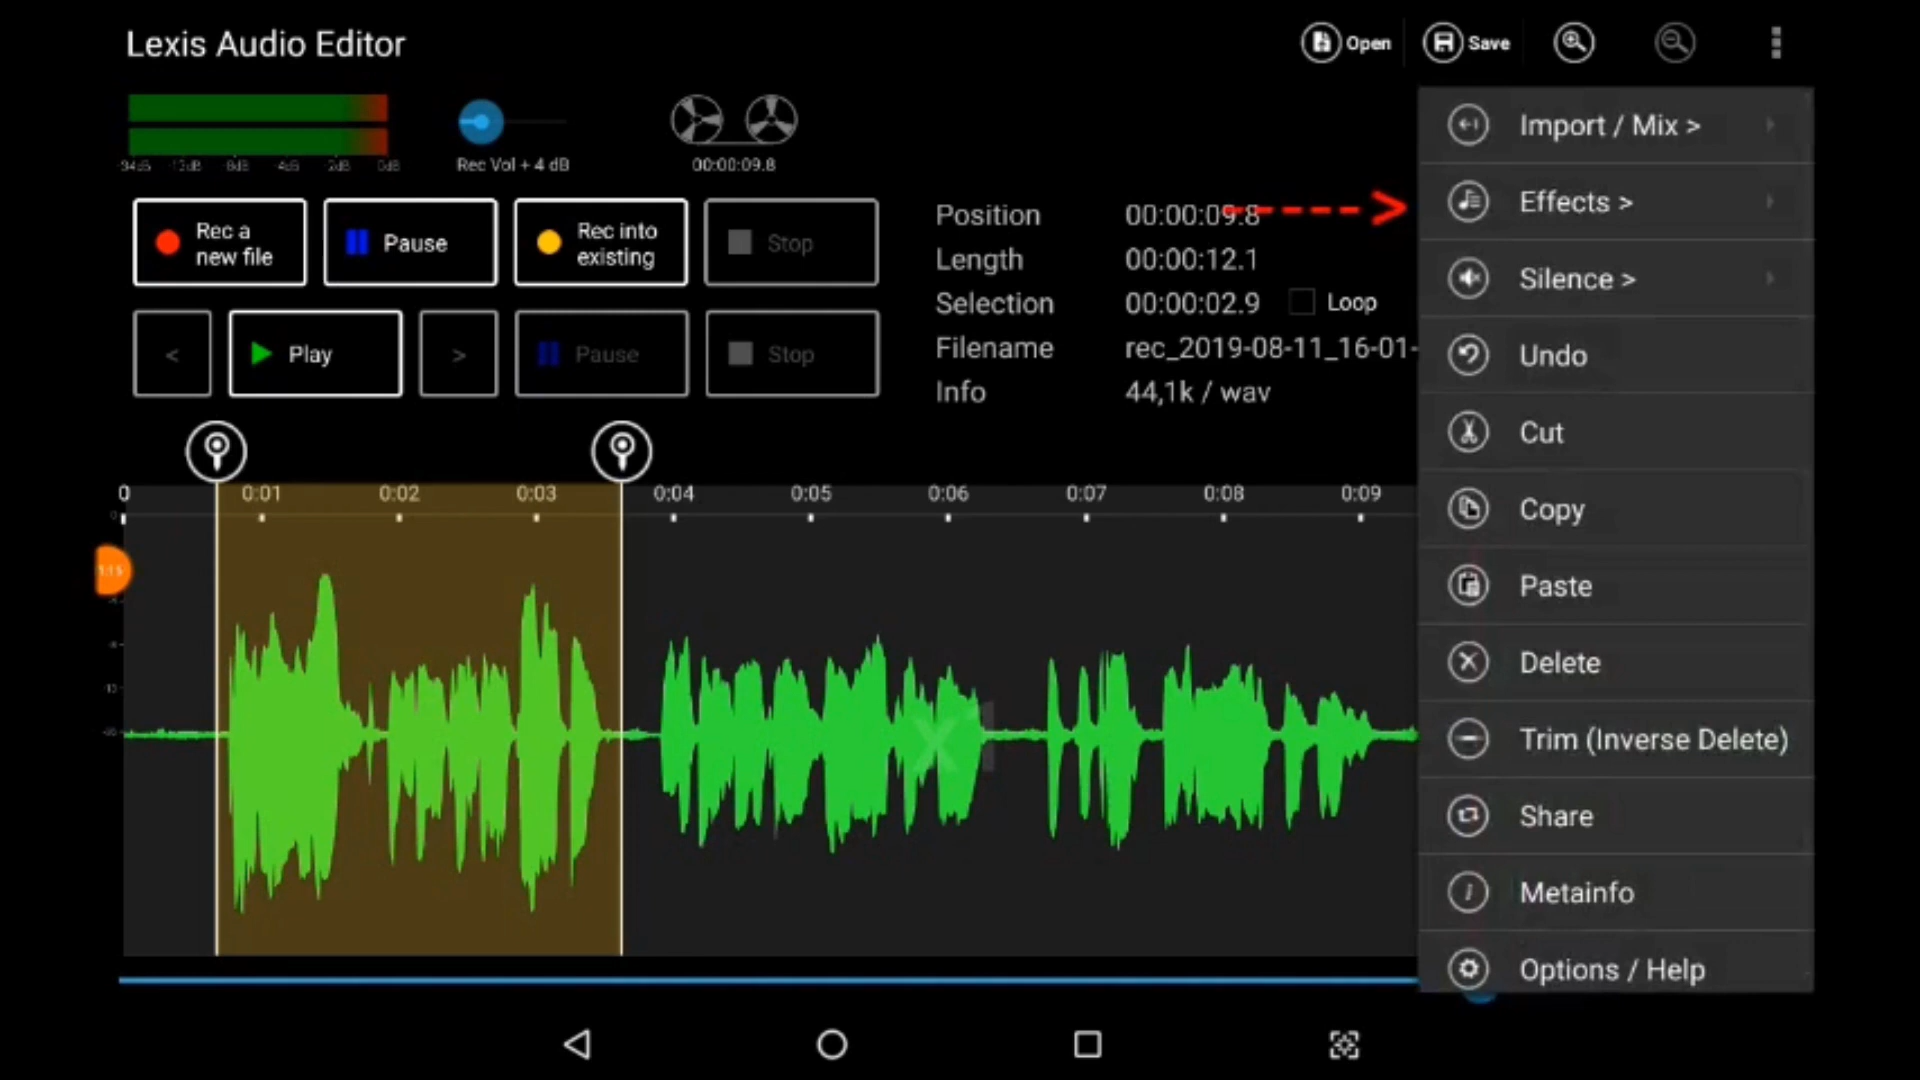 Lexis Audio Editor
Open
Save
Rec Vol + 4 dB
00:00:09.8
Rec a
new file
Pause
Rec into
existing
Stop
<
Play
>
Pause
Stop
Position 00:00:09.8
Length 00:00:12.1
Selection 00:00:02.9 Loop
Filename rec_2019-08-11_16-01-
Info 44,1k / wav
0 0:01 0:02 0:03 0:04 0:05 0:06 0:07 0:08 0:09
1:15
x1
Import / Mix >
Effects >
Silence >
Undo
Cut
Copy
Paste
Delete
Trim (Inverse Delete)
Share
Metainfo
Options / Help